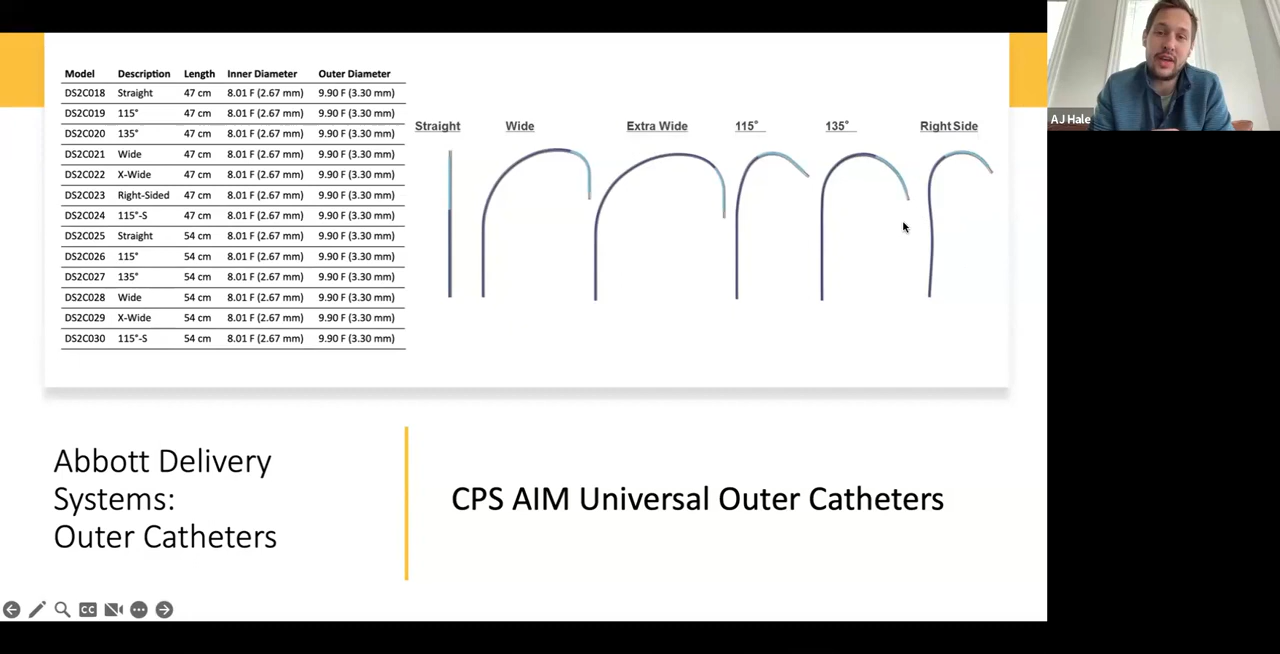 Model Description Length Inner Diameter Outer Diameter
DS2C018 Straight 47 cm 8.01 F (2.67 mm) 9.90 F (3.30 mm)
DS2C019 115° 47 cm 8.01 F (2.67 mm) 9.90 F (3.30 mm)
DS2C020 135° 47 cm 8.01 F (2.67 mm) 9.90 F (3.30 mm)
DS2C021 Wide 47 cm 8.01 F (2.67 mm) 9.90 F (3.30 mm)
DS2C022 X-Wide 47 cm 8.01 F (2.67 mm) 9.90 F (3.30 mm)
DS2C023 Right-Sided 47 cm 8.01 F (2.67 mm) 9.90 F (3.30 mm)
DS2C024 115°-S 47 cm 8.01 F (2.67 mm) 9.90 F (3.30 mm)
DS2C025 Straight 54 cm 8.01 F (2.67 mm) 9.90 F (3.30 mm)
DS2C026 115° 54 cm 8.01 F (2.67 mm) 9.90 F (3.30 mm)
DS2C027 135° 54 cm 8.01 F (2.67 mm) 9.90 F (3.30 mm)
DS2C028 Wide 54 cm 8.01 F (2.67 mm) 9.90 F (3.30 mm)
DS2C029 X-Wide 54 cm 8.01 F (2.67 mm) 9.90 F (3.30 mm)
DS2C030 115°-S 54 cm 8.01 F (2.67 mm) 9.90 F (3.30 mm)
Straight Wide Extra Wide 115° 135° Right Side
AJ Hale
Abbott Delivery
Systems:
Outer Catheters
CPS AIM Universal Outer Catheters
CC